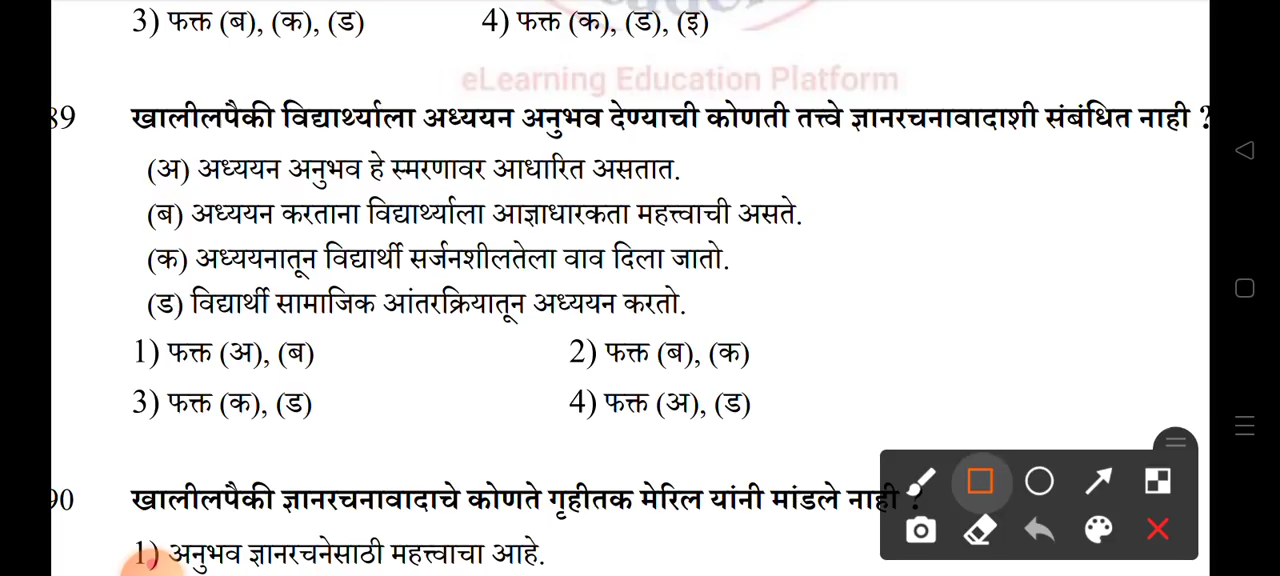 3) फक्त (ब), (क), (ड) 4) फक्त (क), (ड), (इ)
eLearning Education Platform
89 खालीलपैकी विद्यार्थ्याला अध्ययन अनुभव देण्याची कोणती तत्त्वे ज्ञानरचनावादाशी संबंधित नाही ?
(अ) अध्ययन अनुभव हे स्मरणावर आधारित असतात.
(ब) अध्ययन करताना विद्यार्थ्याला आज्ञाधारकता महत्त्वाची असते.
(क) अध्ययनातून विद्यार्थी सर्जनशीलतेला वाव दिला जातो.
(ड) विद्यार्थी सामाजिक आंतरक्रियातून अध्ययन करतो.
1) फक्त (अ), (ब) 2) फक्त (ब), (क)
3) फक्त (क), (ड) 4) फक्त (अ), (ड)
90 खालीलपैकी ज्ञानरचनावादाचे कोणते गृहीतक मेरिल यांनी मांडले नाही ?
1) अनुभव ज्ञानरचनेसाठी महत्त्वाचा आहे.